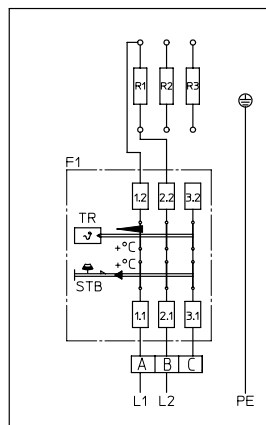 R1 R2 R3
F1
1.2 2.2 3.2
TR
+°C
+°C
STB
1.1 2.1 3.1
A B C
L1 L2 PE